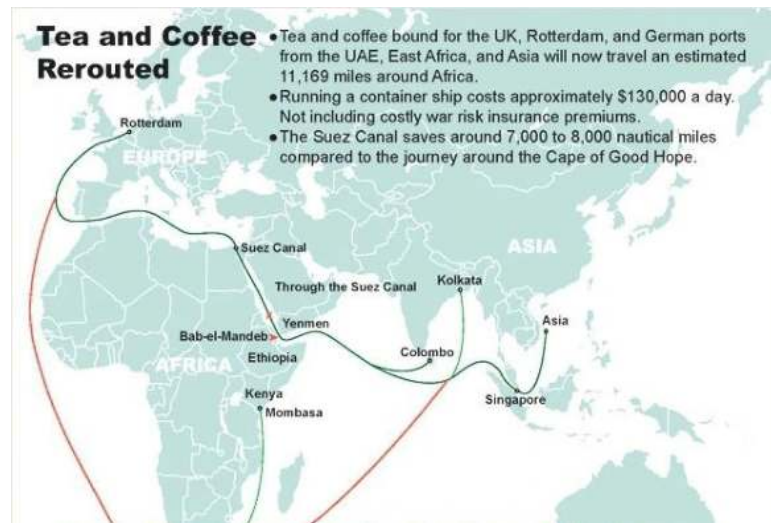 Tea and Coffee
Rerouted
● Tea and coffee bound for the UK, Rotterdam, and German ports
from the UAE, East Africa, and Asia will now travel an estimated
11,169 miles around Africa.
● Running a container ship costs approximately $130,000 a day.
Not including costly war risk insurance premiums.
● The Suez Canal saves around 7,000 to 8,000 nautical miles
compared to the journey around the Cape of Good Hope.
Rotterdam
EUROPE
Suez Canal
ASIA
Through the Suez Canal
Kolkata
Yenmen
Asia
Bab-el-Mandeb
Colombo
Ethiopia
AFRICA
Kenya
Singapore
Mombasa